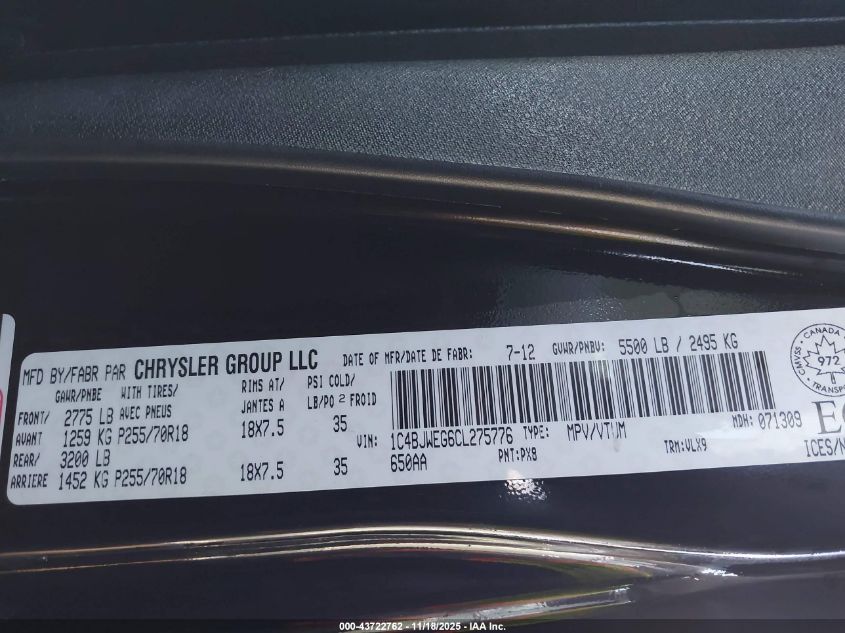 MFD BY/FABR PAR CHRYSLER GROUP LLC DATE OF MFR/DATE DE FABR: 7-12 GVWR/PNBV: 5500 LB / 2495 KG
GAWR/PNBE WITH TIRES/ RIMS AT/ PSI COLD/
AVEC PNEUS JANTES A LB/PO 2 FROID
FRONT/ 2775 LB
AVANT 1259 KG P255/70R18 18X7.5 35
REAR/ 3200 LB
ARRIERE 1452 KG P255/70R18 18X7.5 35
VIN: 1C4BJWEG6CL275776 TYPE: MPV/VTUM MDH: 071309
650AA PNT:PX8 TRM:VLX9
CANADA
CMVSS 972
TRANSPORT
ICES/N
000-43722762 - 11/18/2025 - IAA Inc.